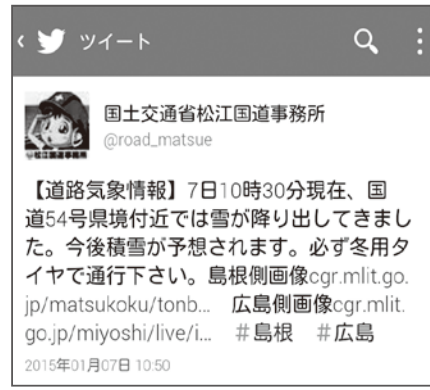 ツイート
国土交通省松江国道事務所
@road_matsue
【道路気象情報】7日10時30分現在、国
道54号県境付近では雪が降り出してきまし
た。今後積雪が予想されます。必ず冬用タ
イヤで通行下さい。島根側画像cgr.mlit.go.
jp/matsukoku/tonb... 広島側画像cgr.mlit.
go.jp/miyoshi/live/i... #島根 #広島
2015年01月07日 10:50